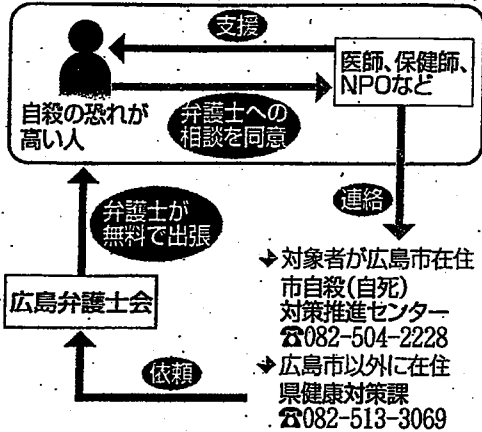 支援
医師、保健師、
NPOなど
自殺の恐れが
高い人
弁護士への
相談を同意
連絡
弁護士が
無料で出張
広島弁護士会
依頼
➔対象者が広島市在住
市自殺(自死)
対策推進センター
☎082-504-2228
➔広島市以外に在住
県健康対策課
☎082-513-3069